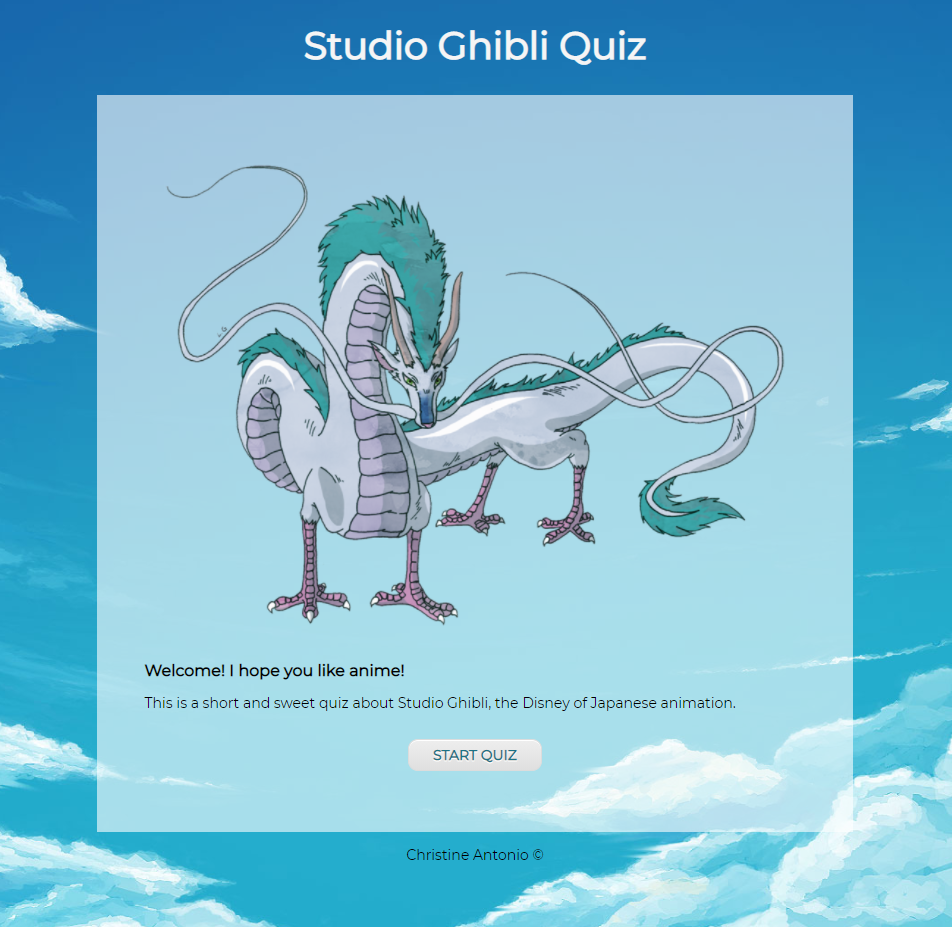 Studio Ghibli Quiz
Welcome! I hope you like anime!
This is a short and sweet quiz about Studio Ghibli, the Disney of Japanese animation.
START QUIZ
Christine Antonio ©